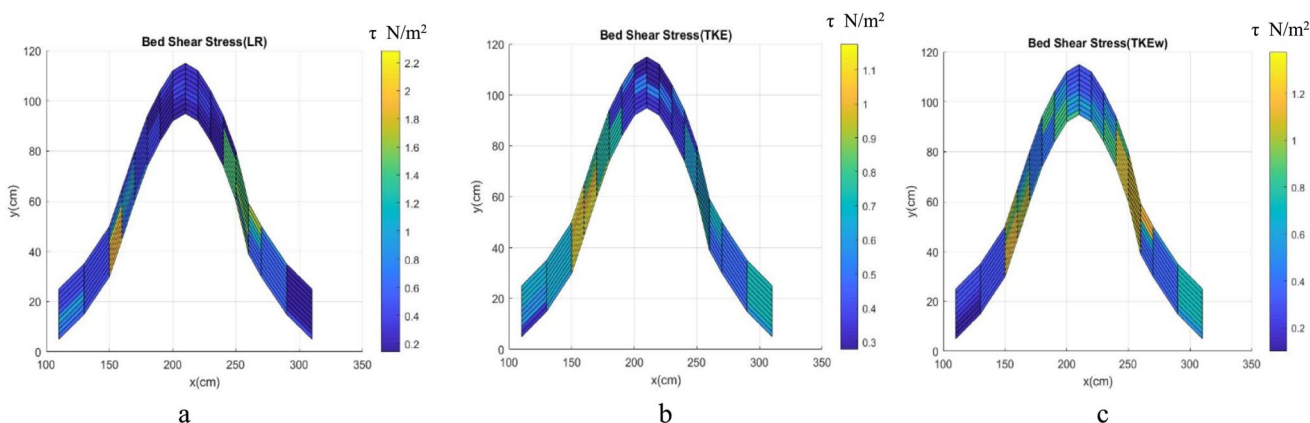 τ N/m²
Bed Shear Stress(LR)
120
100
80
60
40
20
0
y(cm)
100 150 200 250 300 350
x(cm)
2.2
2
1.8
1.6
1.4
1.2
1
0.8
0.6
0.4
0.2
a
τ N/m²
Bed Shear Stress(TKE)
120
100
80
60
40
20
0
y(cm)
100 150 200 250 300 350
x(cm)
1.1
1
0.9
0.8
0.7
0.6
0.5
0.4
0.3
b
τ N/m²
Bed Shear Stress(TKEw)
120
100
80
60
40
20
0
y(cm)
100 150 200 250 300 350
x(cm)
1.2
1
0.8
0.6
0.4
0.2
c